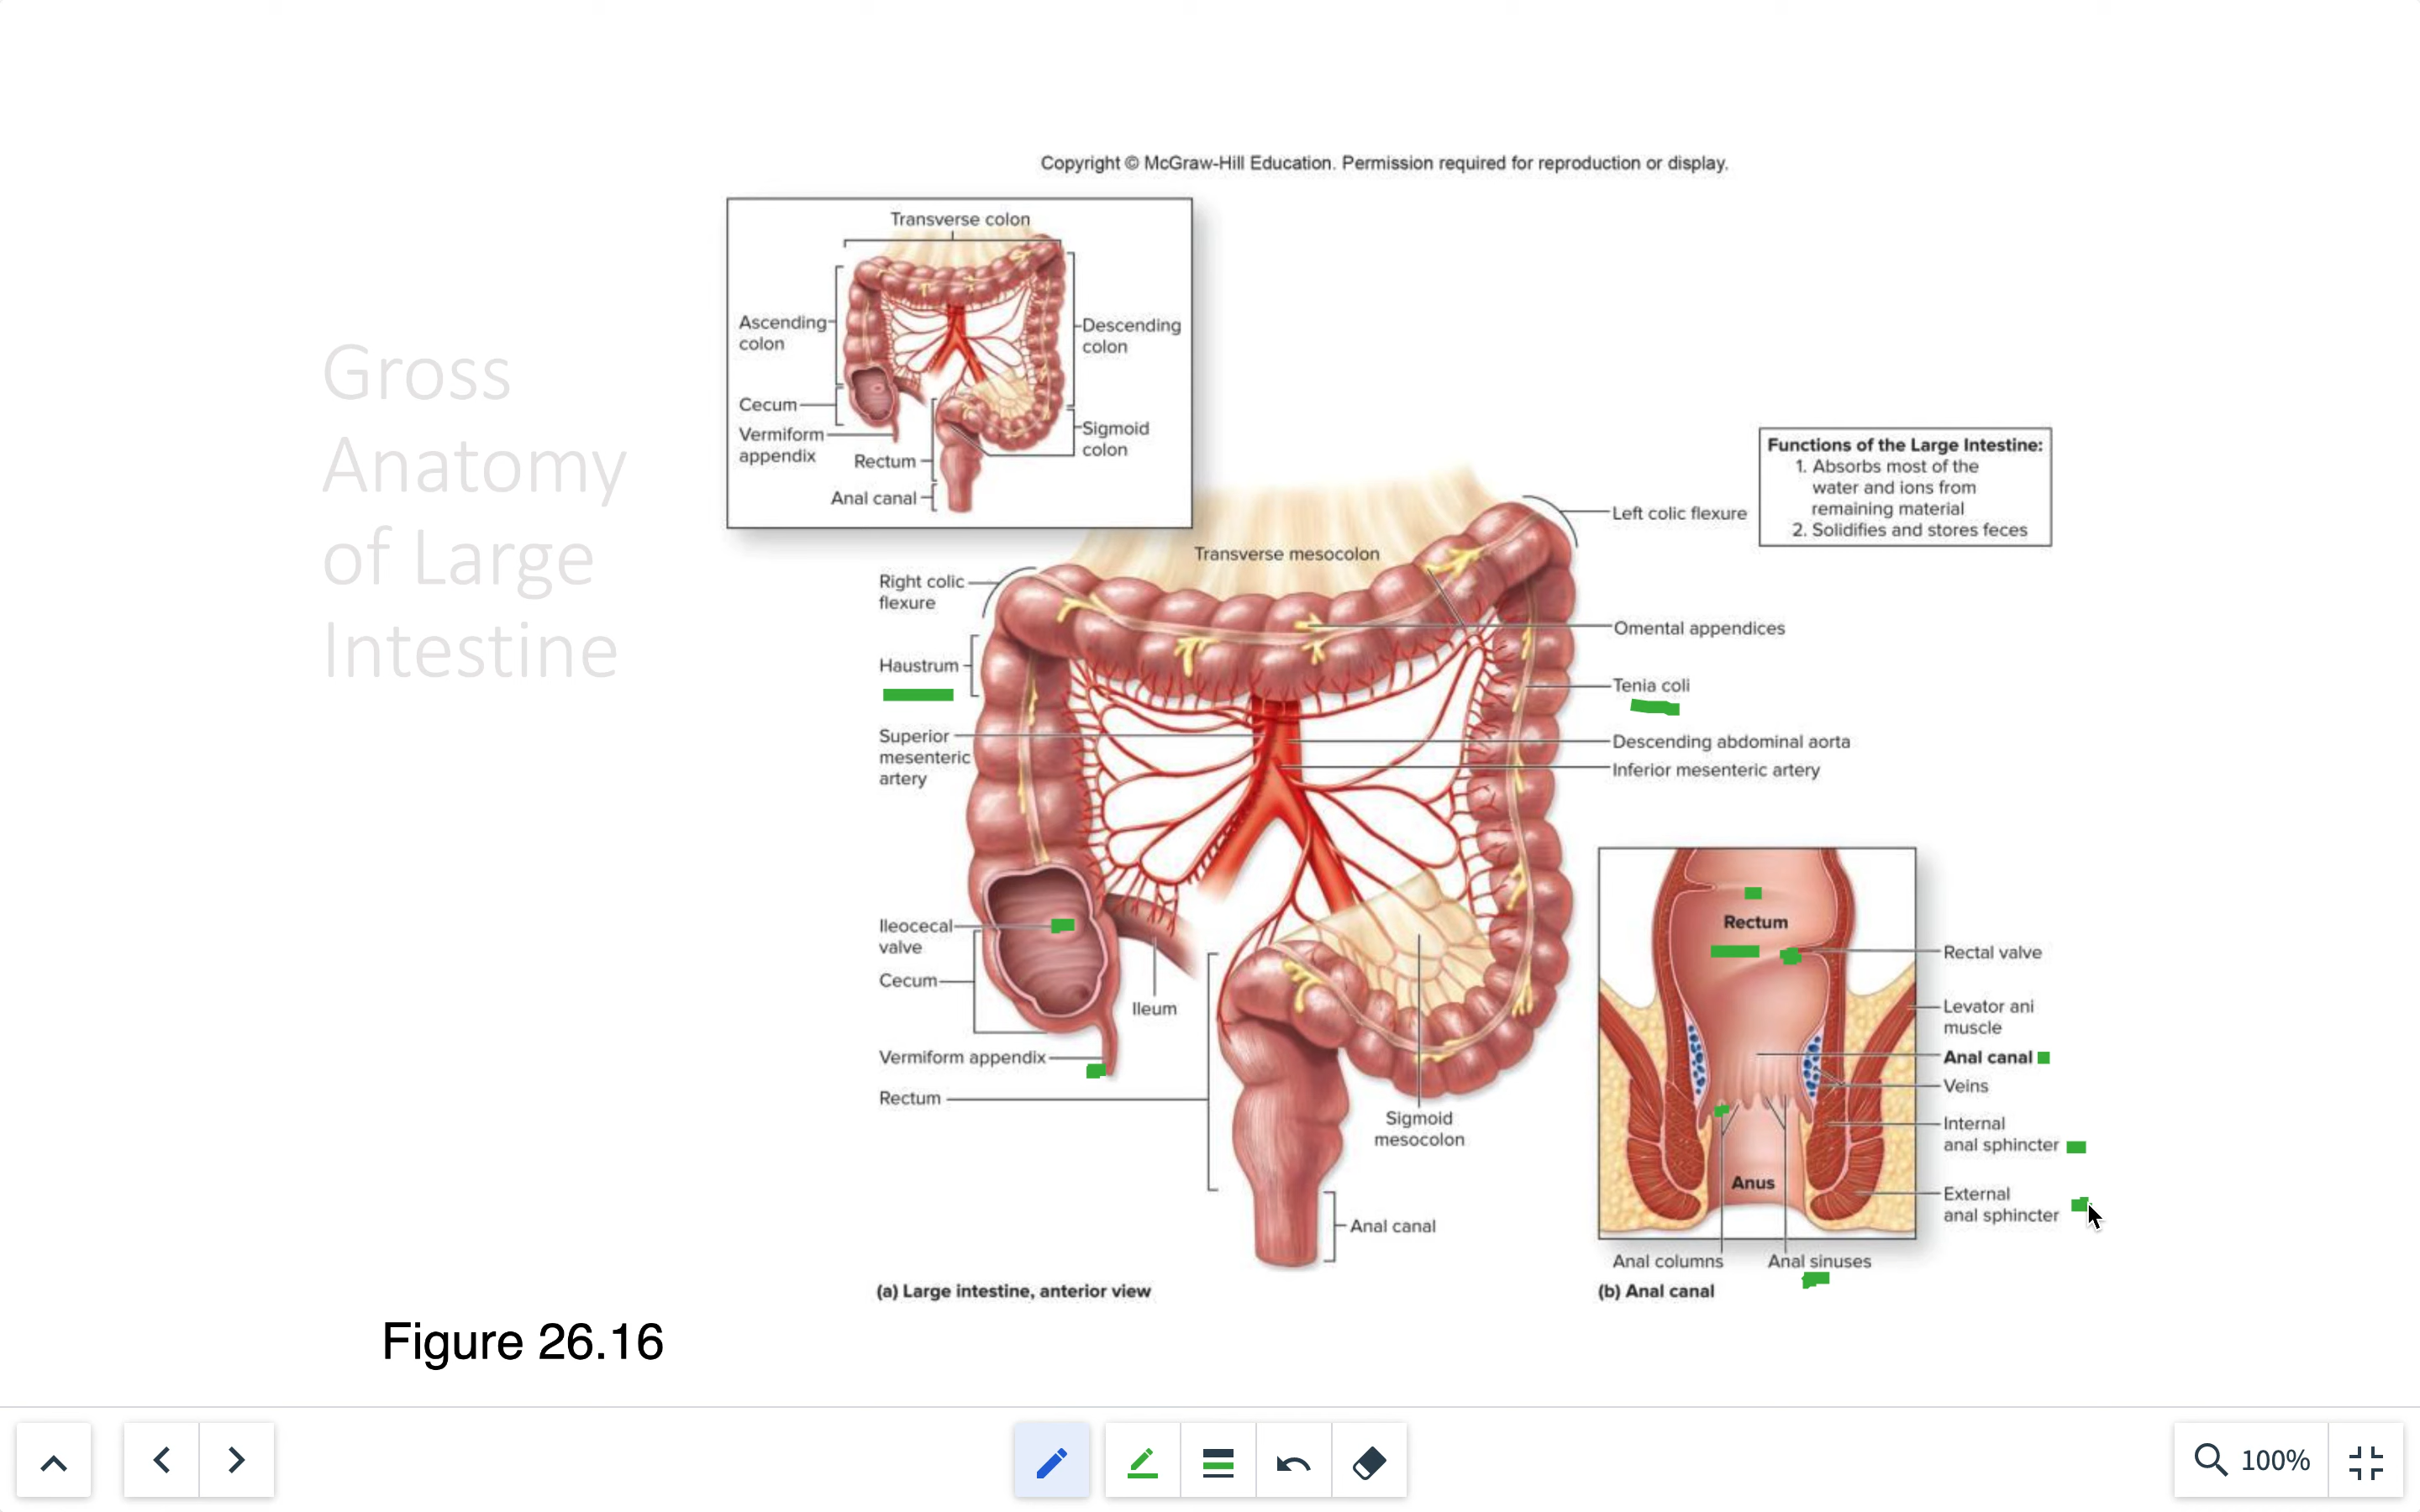 Copyright © McGraw-Hill Education. Permission required for reproduction or display.
Gross
Anatomy
of Large
Intestine
Transverse colon
Ascending
colon
Descending
colon
Cecum
Vermiform
appendix
Sigmoid
colon
Rectum
Anal canal
Functions of the Large Intestine:
1. Absorbs most of the
water and ions from
remaining material
2. Solidifies and stores feces
Left colic flexure
Transverse mesocolon
Right colic
flexure
Omental appendices
Haustrum
Tenia coli
Superior
mesenteric
artery
Descending abdominal aorta
Inferior mesenteric artery
Ileocecal
valve
Cecum
Ileum
Vermiform appendix
Rectum
Sigmoid
mesocolon
Anal canal
(a) Large intestine, anterior view
Rectum
Rectal valve
Levator ani
muscle
Anal canal
Veins
Internal
anal sphincter
Anus
External
anal sphincter
Anal columns
Anal sinuses
(b) Anal canal
Figure 26.16
100%